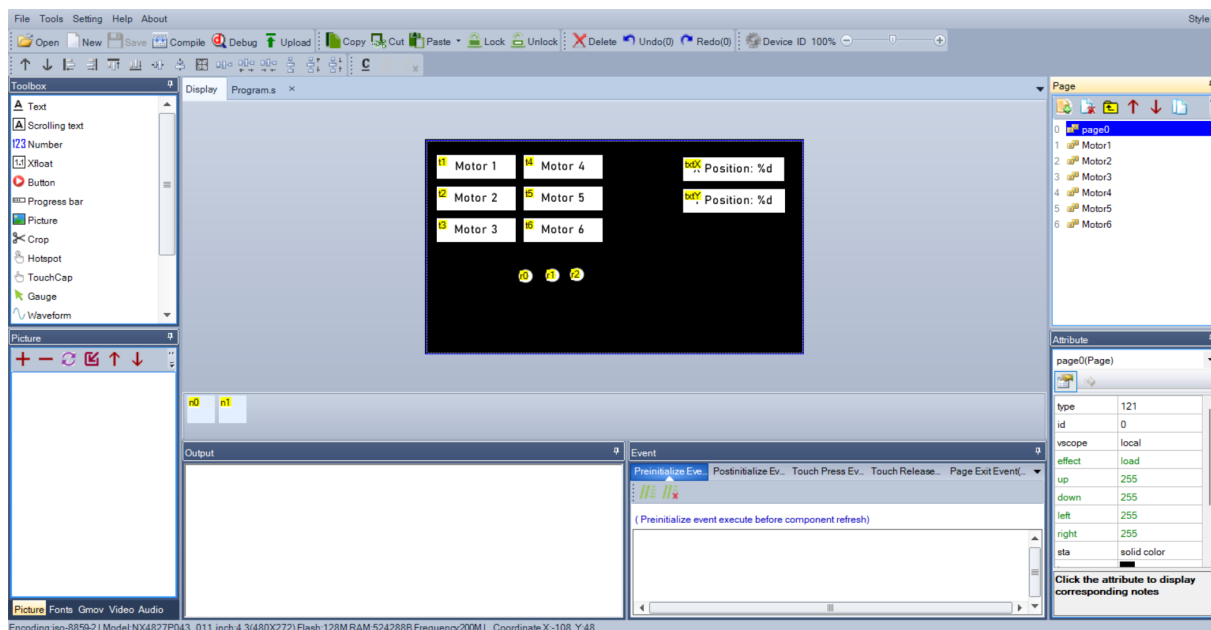 File Tools Setting Help About Style
Open New Save Compile Debug Upload Copy Cut Paste Lock Unlock Delete Undo(0) Redo(0) Device ID 100%
Toolbox
A Text
A Scrolling text
123 Number
1.1 Xfloat
Button
Progress bar
Picture
Crop
Hotspot
TouchCap
Gauge
Waveform
Picture
Picture Fonts Gmov Video Audio
Display Program.s
t1 Motor 1 t4 Motor 4 txtX Position: %d
t2 Motor 2 t5 Motor 5 txtY Position: %d
t3 Motor 3 t6 Motor 6
r0 r1 r2
n0 n1
Output
Event
Preinitialize Eve... Postinitialize Ev... Touch Press Ev... Touch Release... Page Exit Event(...
( Preinitialize event execute before component refresh)
Page
0 page0
1 Motor1
2 Motor2
3 Motor3
4 Motor4
5 Motor5
6 Motor6
Attribute
page0(Page)
type 121
id 0
vscope local
effect load
up 255
down 255
left 255
right 255
sta solid color
Click the attribute to display
corresponding notes
Encoding:iso-8859-2 | Model:NX4827P043_011 inch:4.3(480X272) Flash:128M RAM:524288B Frequency:200M | Coordinate X:-108 Y:48